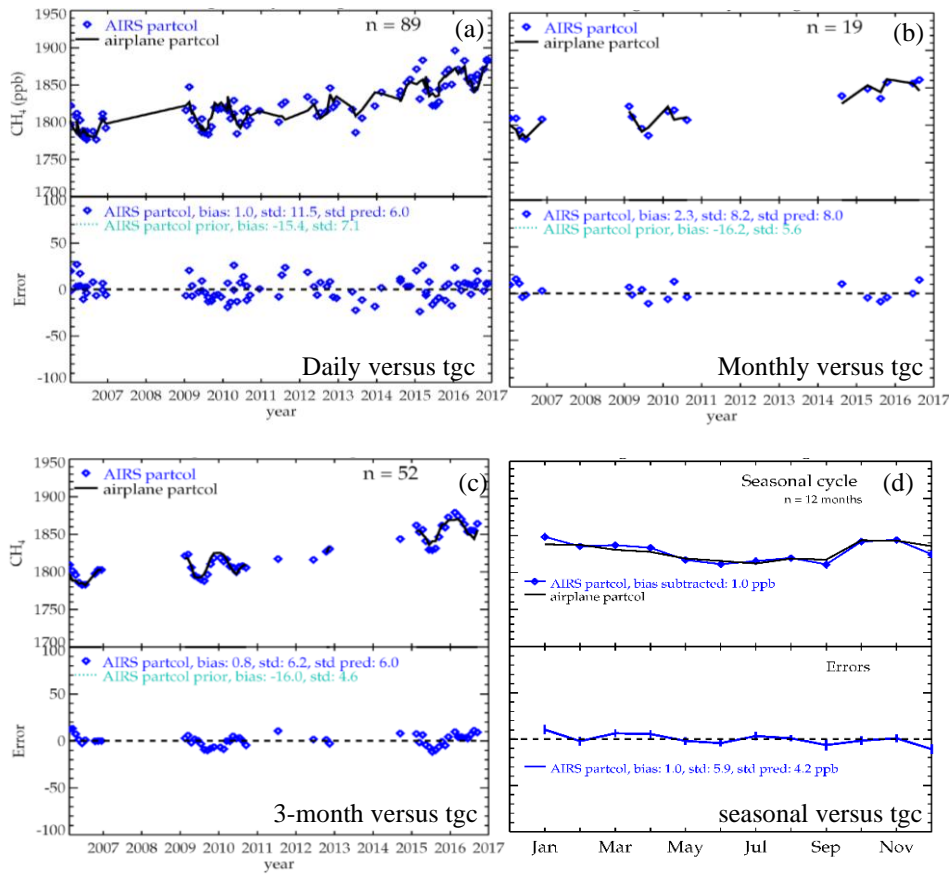 (a)
n = 89
AIRS partcol
airplane partcol
CH₄ (ppb)
1950
1900
1850
1800
1750
1700
100
AIRS partcol, bias: 1.0, std: 11.5, std pred: 6.0
AIRS partcol prior, bias: -15.4, std: 7.1
Error
50
0
-50
-100
Daily versus tgc
2007 2008 2009 2010 2011 2012 2013 2014 2015 2016 2017
year
(b)
n = 19
AIRS partcol
airplane partcol
AIRS partcol, bias: 2.3, std: 8.2, std pred: 8.0
AIRS partcol prior, bias: -16.2, std: 5.6
Monthly versus tgc
2007 2008 2009 2010 2011 2012 2013 2014 2015 2016 2017
year
(c)
n = 52
AIRS partcol
airplane partcol
CH₄
1950
1900
1850
1800
1750
1700
100
AIRS partcol, bias: 0.8, std: 6.2, std pred: 6.0
AIRS partcol prior, bias: -16.0, std: 4.6
Error
50
0
-50
-100
3-month versus tgc
2007 2008 2009 2010 2011 2012 2013 2014 2015 2016 2017
year
(d)
Seasonal cycle
n = 12 months
AIRS partcol, bias subtracted: 1.0 ppb
airplane partcol
Errors
AIRS partcol, bias: 1.0, std: 5.9, std pred: 4.2 ppb
seasonal versus tgc
Jan Mar May Jul Sep Nov